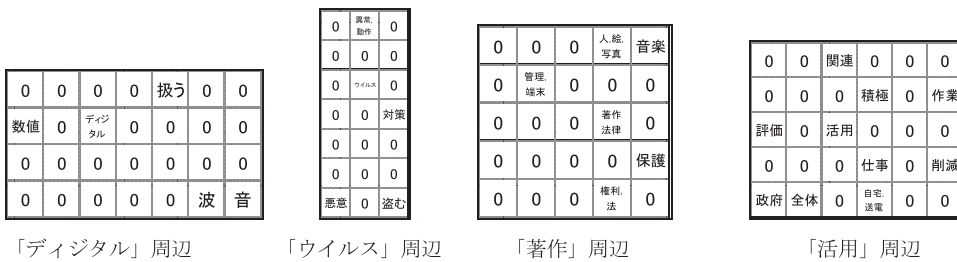 0 0 0 0 扱う 0 0
数値 0 ディジタル 0 0 0 0
0 0 0 0 0 0 0
0 0 0 0 0 波 音
「ディジタル」周辺
0 異常,動作 0
0 0 0
0 ウイルス 0
0 0 対策
0 0 0
0 0 0
悪意 0 盗む
「ウイルス」周辺
0 0 0 人,絵,写真 音楽
0 管理,端末 0 0 0
0 0 0 著作法律 0
0 0 0 0 保護
0 0 0 権利,法 0
「著作」周辺
0 0 関連 0 0 0
0 0 0 積極 0 作業
評価 0 活用 0 0 0
0 0 0 仕事 0 削減
政府 全体 0 自宅,送電 0 0
「活用」周辺